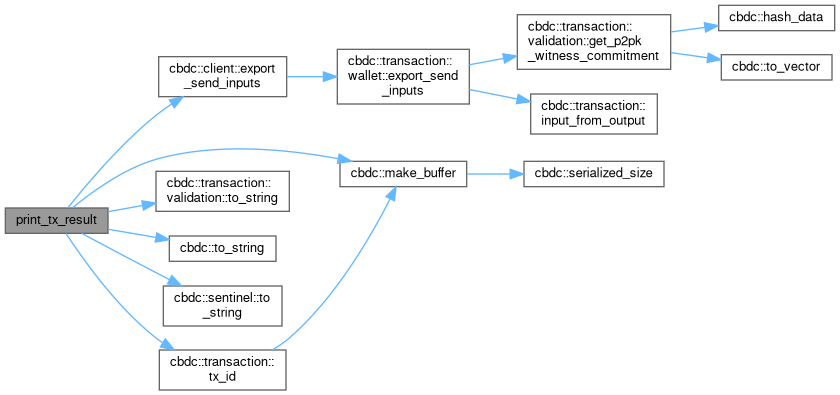 print_tx_result
cbdc::client::export
_send_inputs
cbdc::transaction::
wallet::export_send
_inputs
cbdc::transaction::
validation::get_p2pk
_witness_commitment
cbdc::hash_data
cbdc::to_vector
cbdc::transaction::
input_from_output
cbdc::make_buffer
cbdc::serialized_size
cbdc::transaction::
validation::to_string
cbdc::to_string
cbdc::sentinel::to
_string
cbdc::transaction::
tx_id